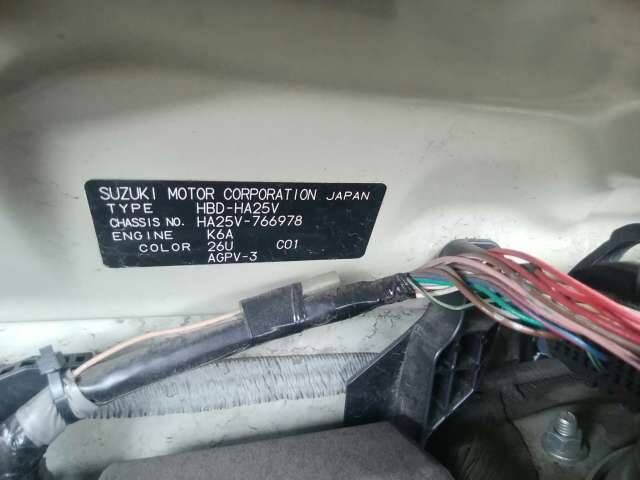 SUZUKI MOTOR CORPORATION JAPAN
TYPE HBD-HA25V
CHASSIS NO. HA25V-766978
ENGINE K6A
COLOR 26U C01
AGPV-3